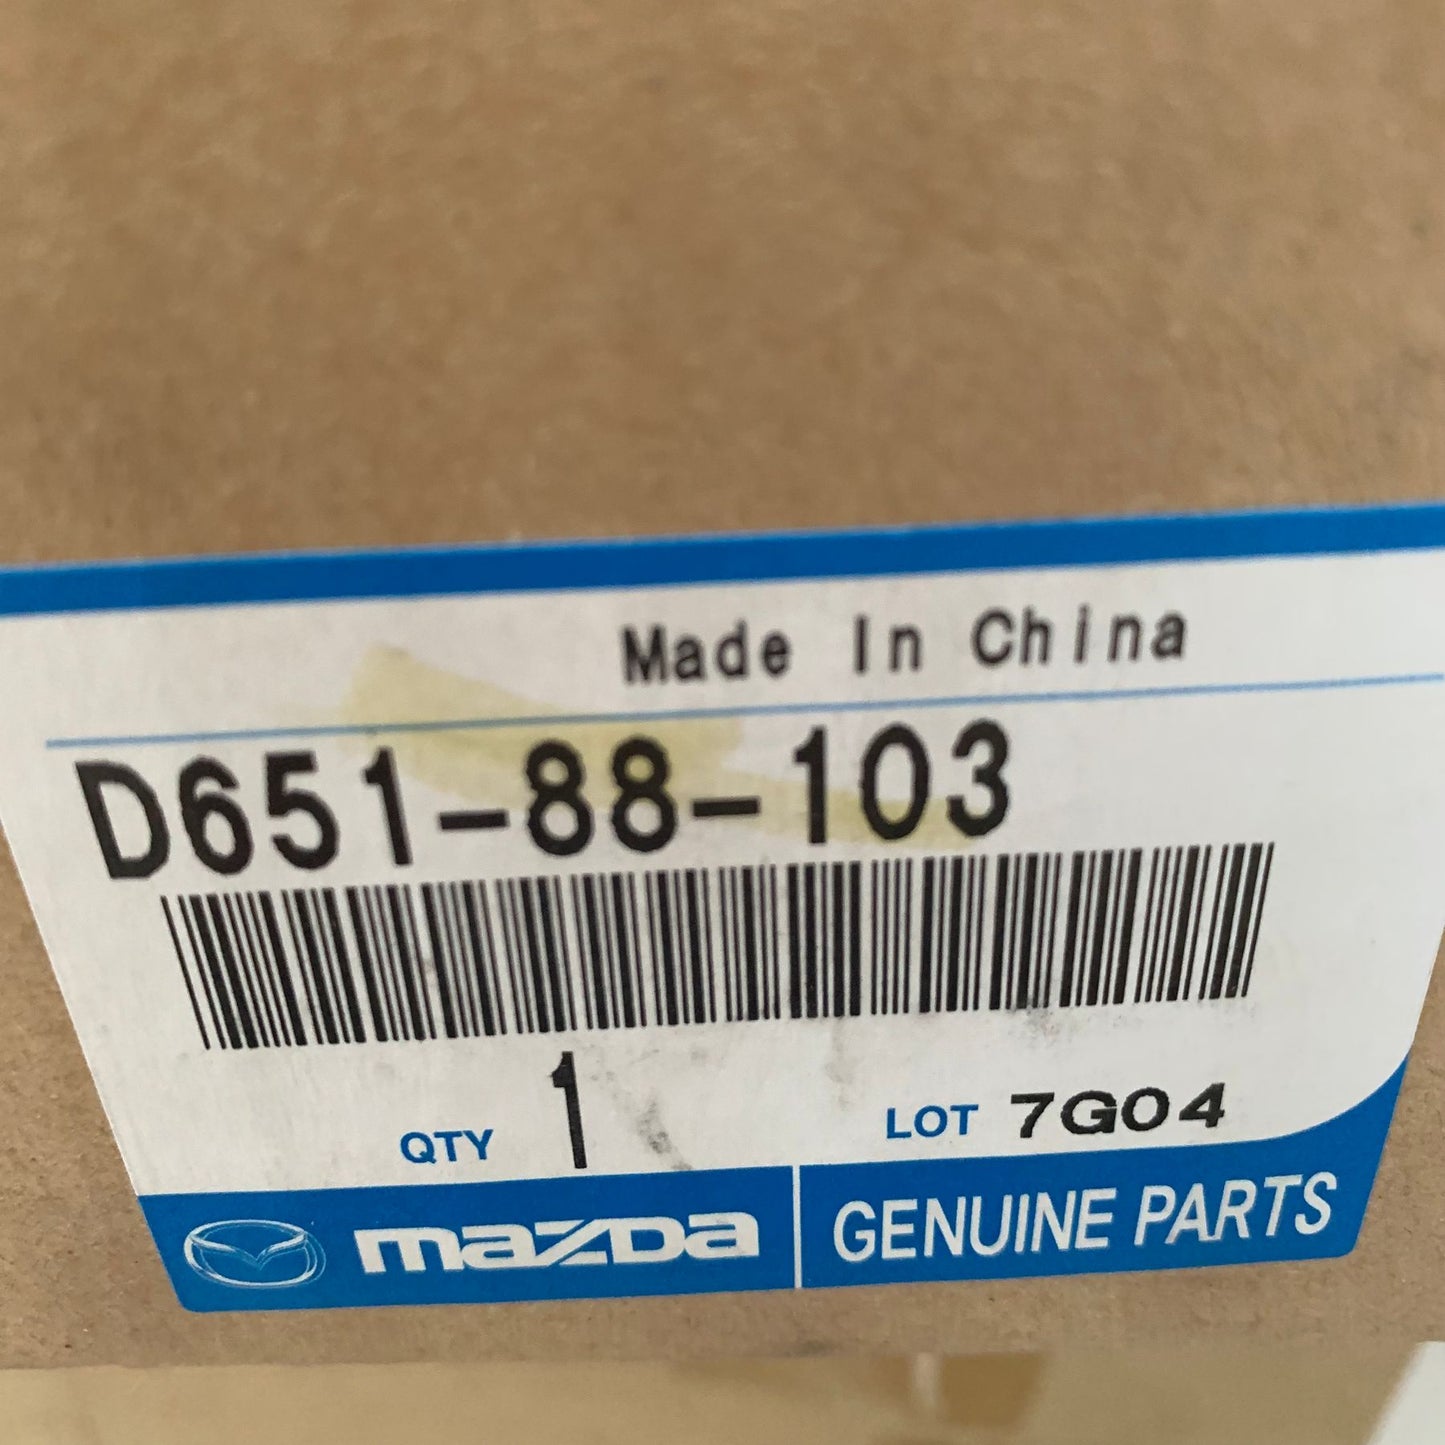 Made In China
D651-88-103
QTY 1 LOT 7G04
mazda GENUINE PARTS